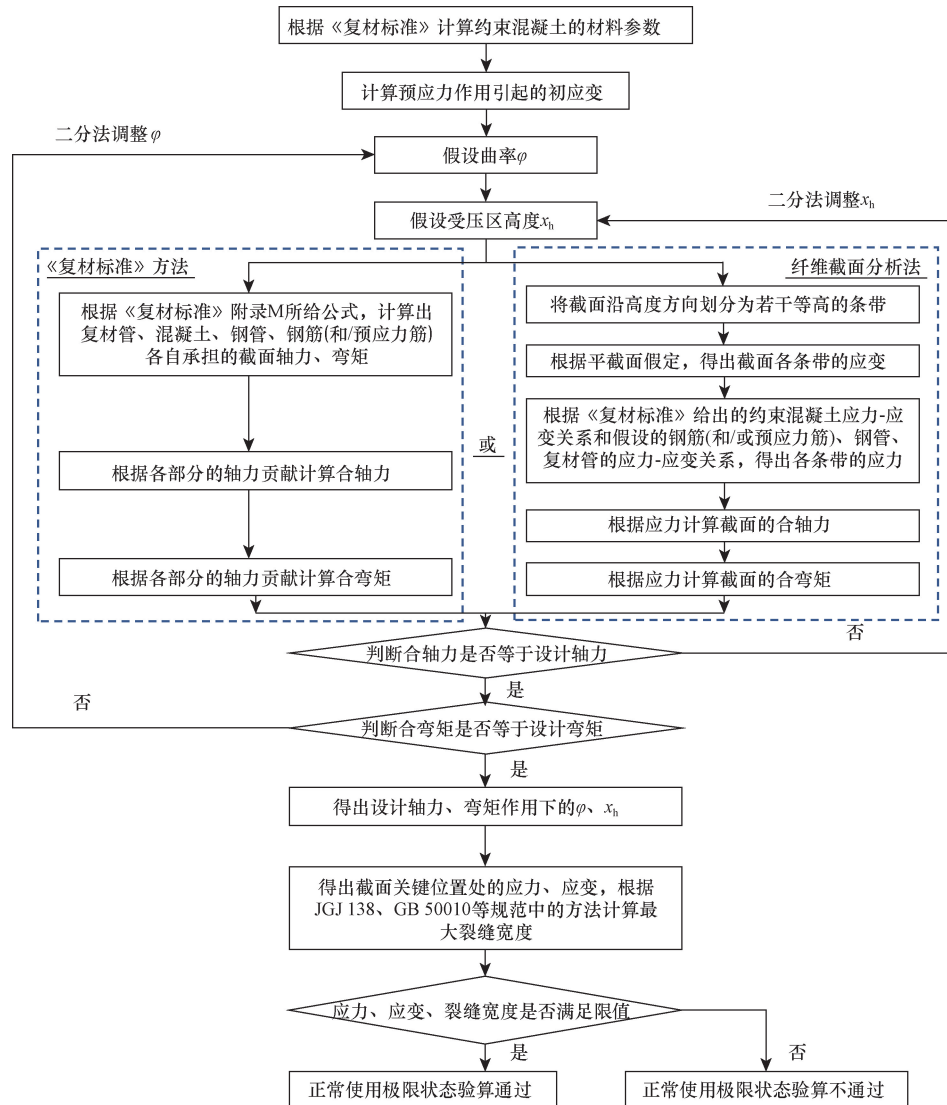 根据《复材标准》计算约束混凝土的材料参数
计算预应力作用引起的初应变
二分法调整φ
假设曲率φ
二分法调整xh
假设受压区高度xh
《复材标准》方法
纤维截面分析法
根据《复材标准》附录M所给公式，计算出
复材管、混凝土、钢管、钢筋(和/预应力筋)
各自承担的截面轴力、弯矩
根据各部分的轴力贡献计算合轴力
根据各部分的轴力贡献计算合弯矩
或
将截面沿高度方向划分为若干等高的条带
根据平截面假定，得出截面各条带的应变
根据《复材标准》给出的约束混凝土应力-应
变关系和假设的钢筋(和/或预应力筋)、钢管、
复材管的应力-应变关系，得出各条带的应力
根据应力计算截面的合轴力
根据应力计算截面的合弯矩
判断合轴力是否等于设计轴力
否
是
判断合弯矩是否等于设计弯矩
否
是
得出设计轴力、弯矩作用下的φ、xh
得出截面关键位置处的应力、应变，根据
JGJ 138、GB 50010等规范中的方法计算最
大裂缝宽度
应力、应变、裂缝宽度是否满足限值
是
否
正常使用极限状态验算通过
正常使用极限状态验算不通过